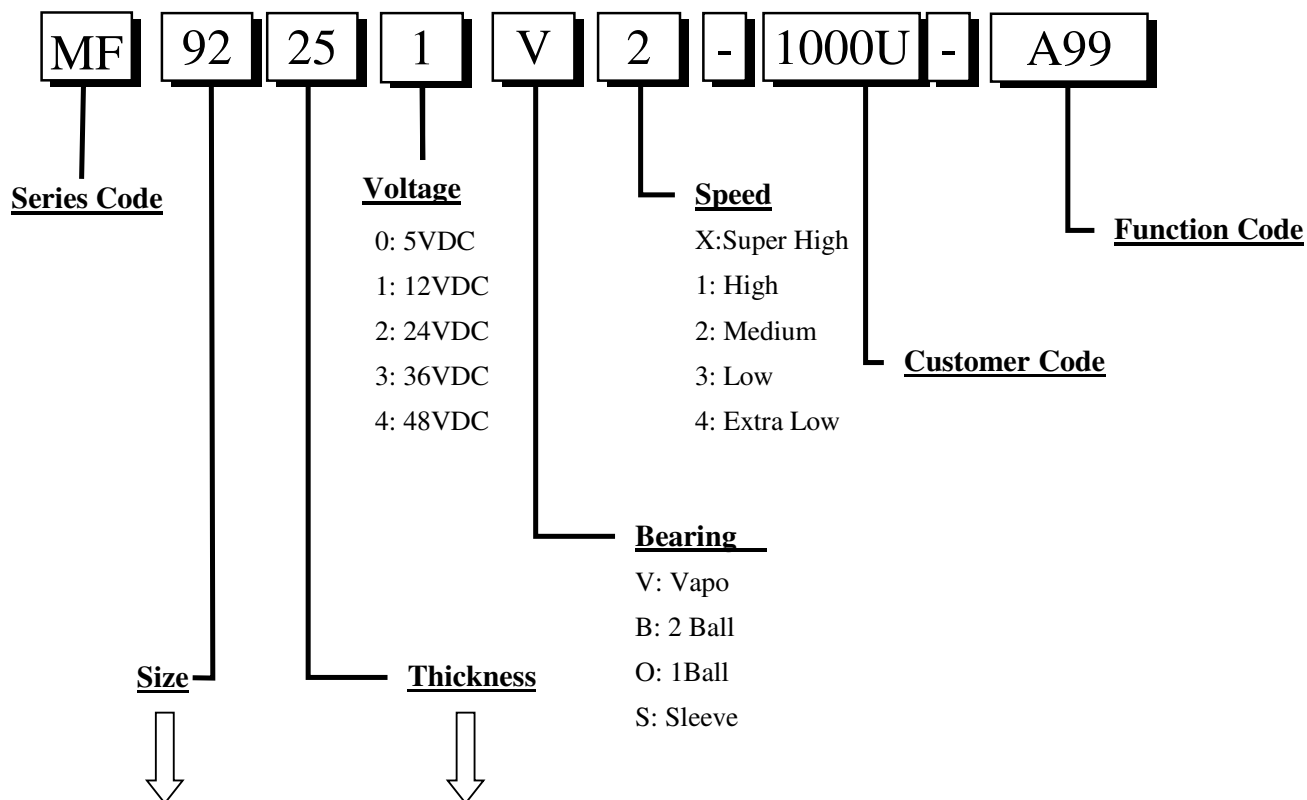 MF 92 25 1 V 2 - 1000U - A99
Series Code
Voltage
0: 5VDC
1: 12VDC
2: 24VDC
3: 36VDC
4: 48VDC
Speed
X:Super High
1: High
2: Medium
3: Low
4: Extra Low
Function Code
Customer Code
Bearing
V: Vapo
B: 2 Ball
O: 1Ball
S: Sleeve
Size
Thickness